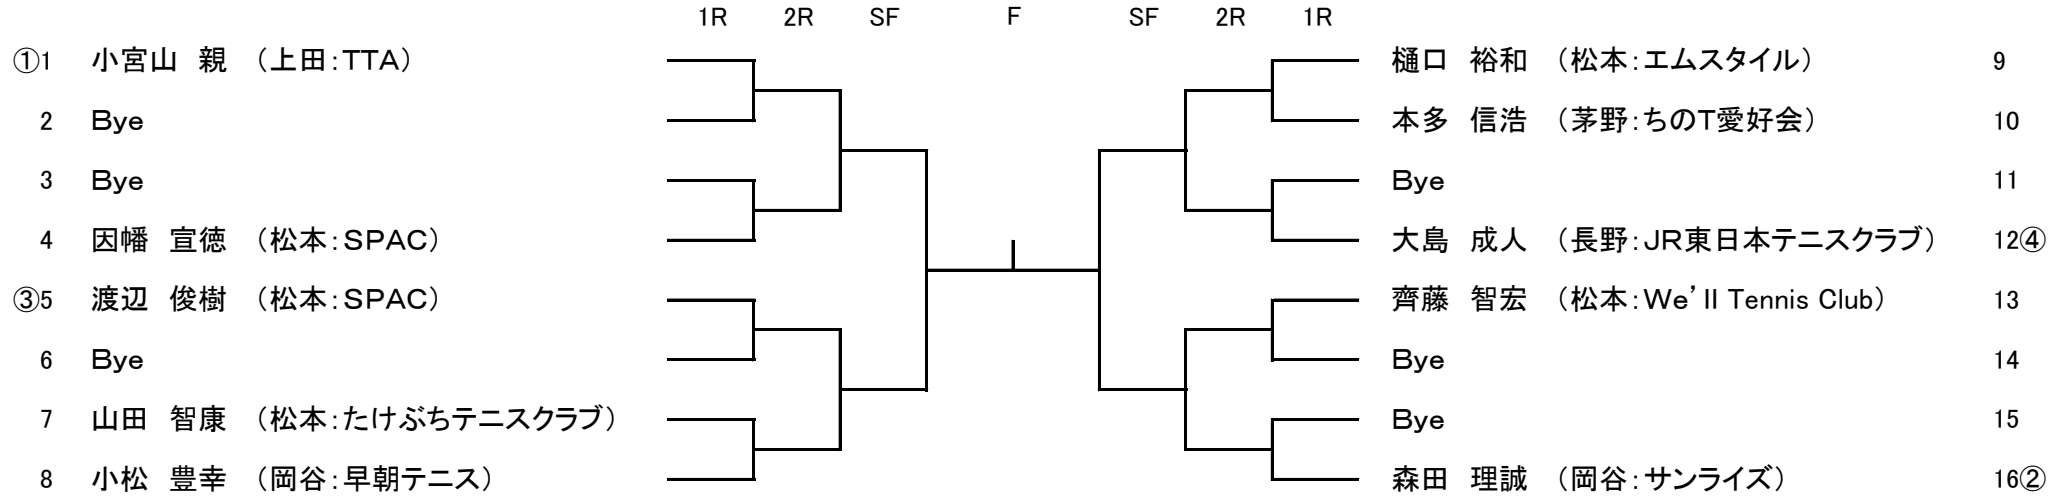 1R 2R SF F SF 2R 1R
①1 小宮山 親 （上田：TTA） 樋口 裕和 （松本：エムスタイル） 9
2 Bye 本多 信浩 （茅野：ちのT愛好会） 10
3 Bye Bye 11
4 因幡 宣徳 （松本：SPAC） 大島 成人 （長野：JR東日本テニスクラブ） 12④
③5 渡辺 俊樹 （松本：SPAC） 齊藤 智宏 （松本：We’ll Tennis Club） 13
6 Bye Bye 14
7 山田 智康 （松本：たけぶちテニスクラブ） Bye 15
8 小松 豊幸 （岡谷：早朝テニス） 森田 理誠 （岡谷：サンライズ） 16②